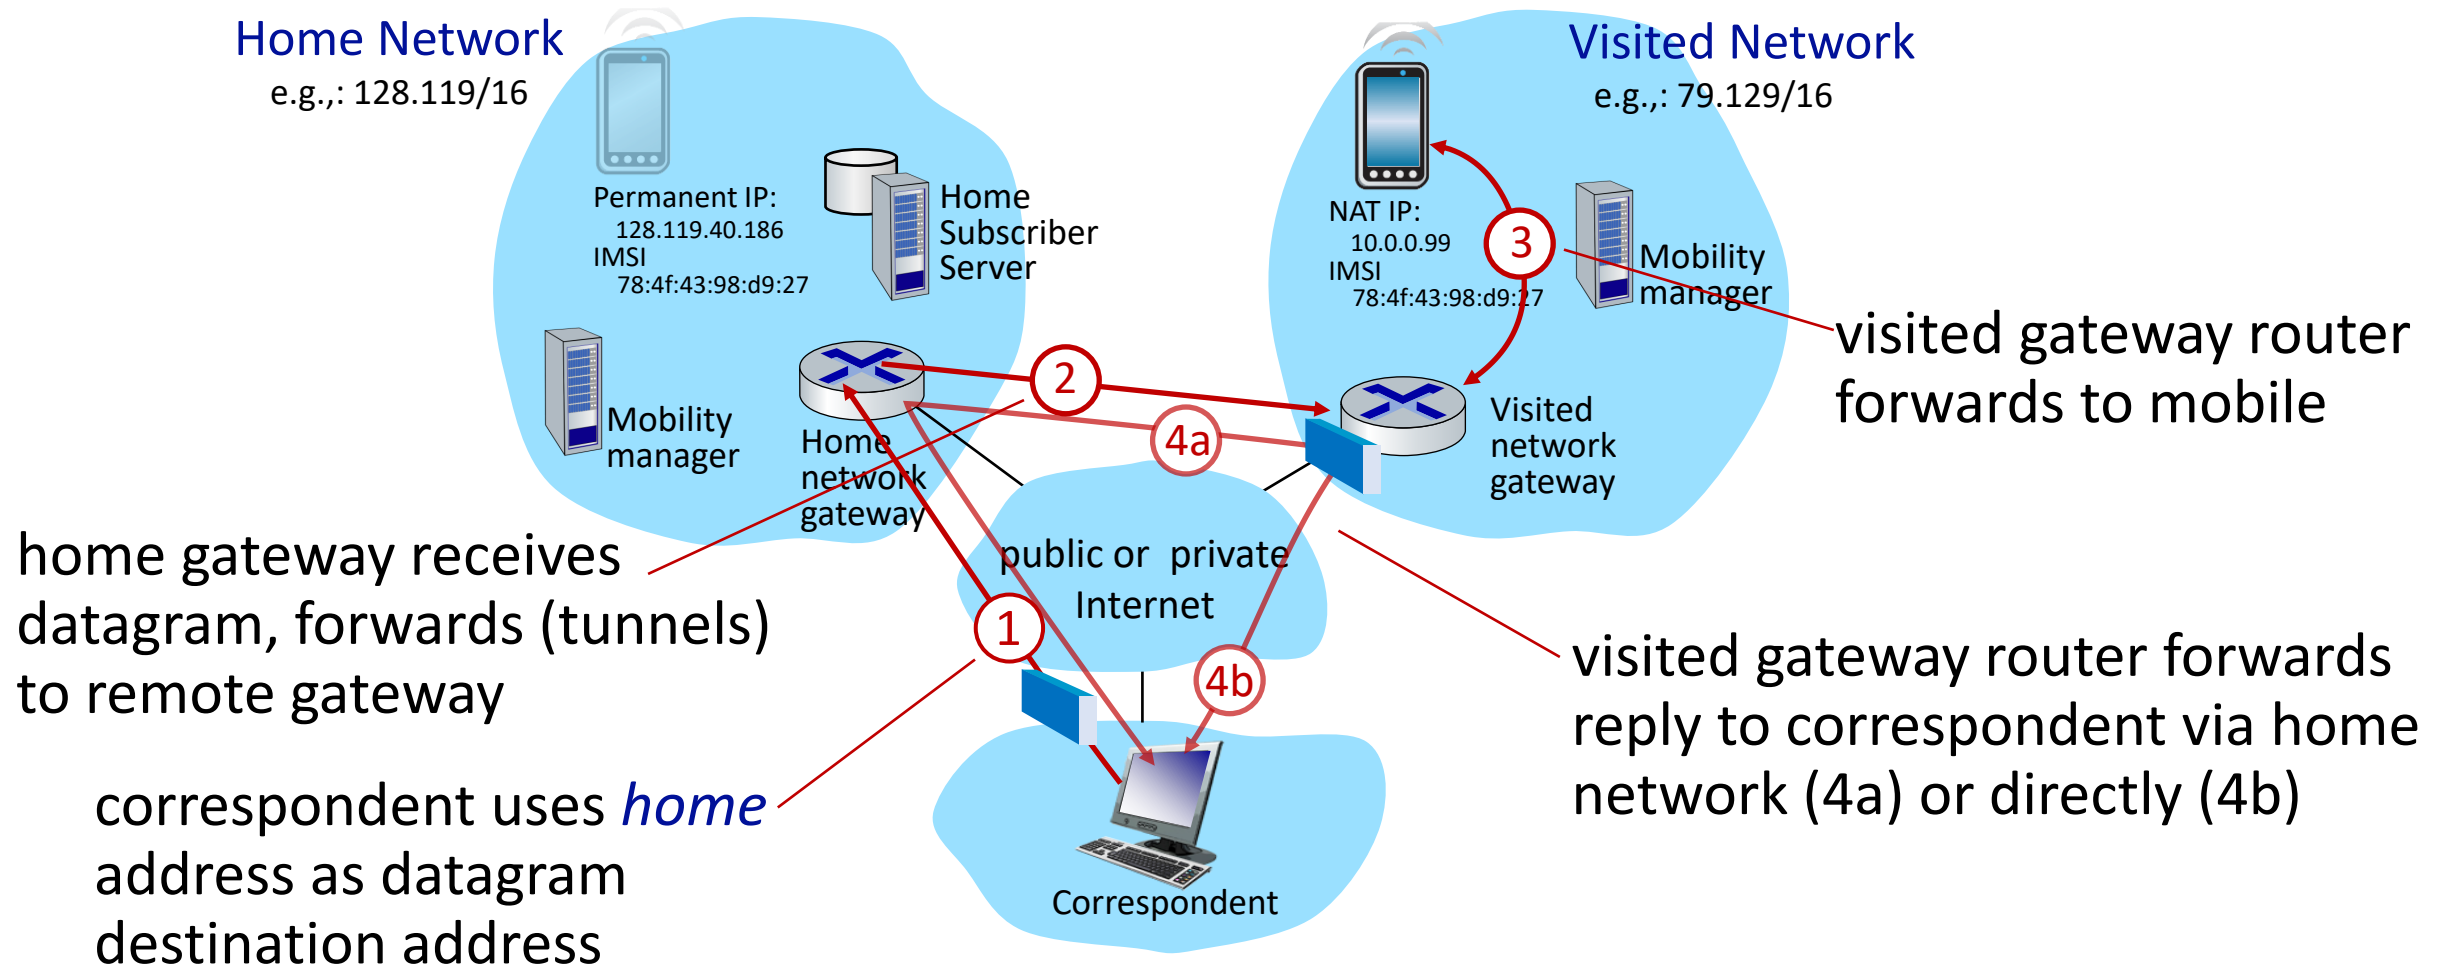 Home Network
e.g.,: 128.119/16
Visited Network
e.g.,: 79.129/16
Permanent IP:
128.119.40.186
IMSI
78:4f:43:98:d9:27
Home
Subscriber
Server
NAT IP:
10.0.0.99
IMSI
78:4f:43:98:d9:27
3
Mobility
manager
visited gateway router
forwards to mobile
Mobility
manager
Home
network
gateway
2
4a
Visited
network
gateway
home gateway receives
datagram, forwards (tunnels)
to remote gateway
public or private
Internet
1
4b
visited gateway router forwards
reply to correspondent via home
network (4a) or directly (4b)
correspondent uses home
address as datagram
destination address
Correspondent